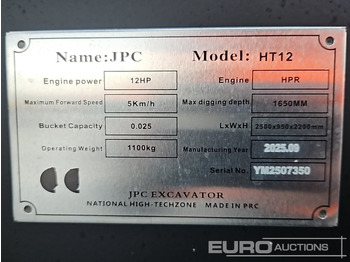 Name:JPC Model: HT12
Engine power 12HP Engine HPR
Maximum Forward Speed 5Km/h Max digging depth 1650MM
Bucket Capacity 0.025 LxWxH 2580x950x2200mm
Operating Weight 1100kg Manufacturing Year 2025.09
Serial No. YM2507350
JPC EXCAVATOR
NATIONAL HIGH-TECHZONE MADE IN PRC
EURO AUCTIONS